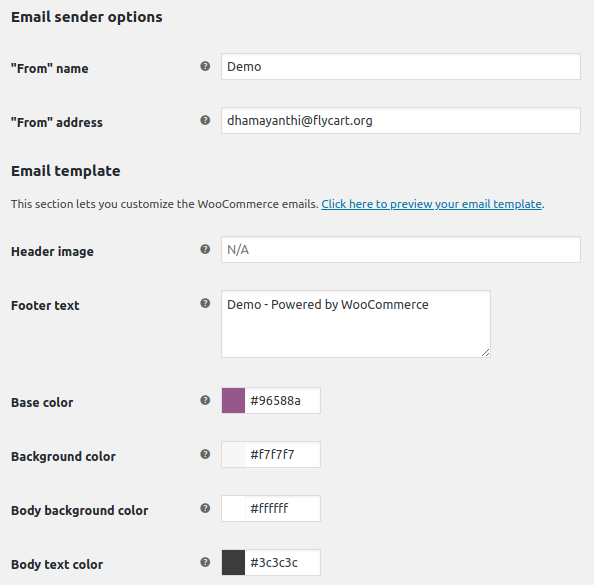 Email sender options
"From" name
Demo
"From" address
dhamayanthi@flycart.org
Email template
This section lets you customize the WooCommerce emails. Click here to preview your email template.
Header image
N/A
Footer text
Demo - Powered by WooCommerce
Base color
#96588a
Background color
#f7f7f7
Body background color
#ffffff
Body text color
#3c3c3c